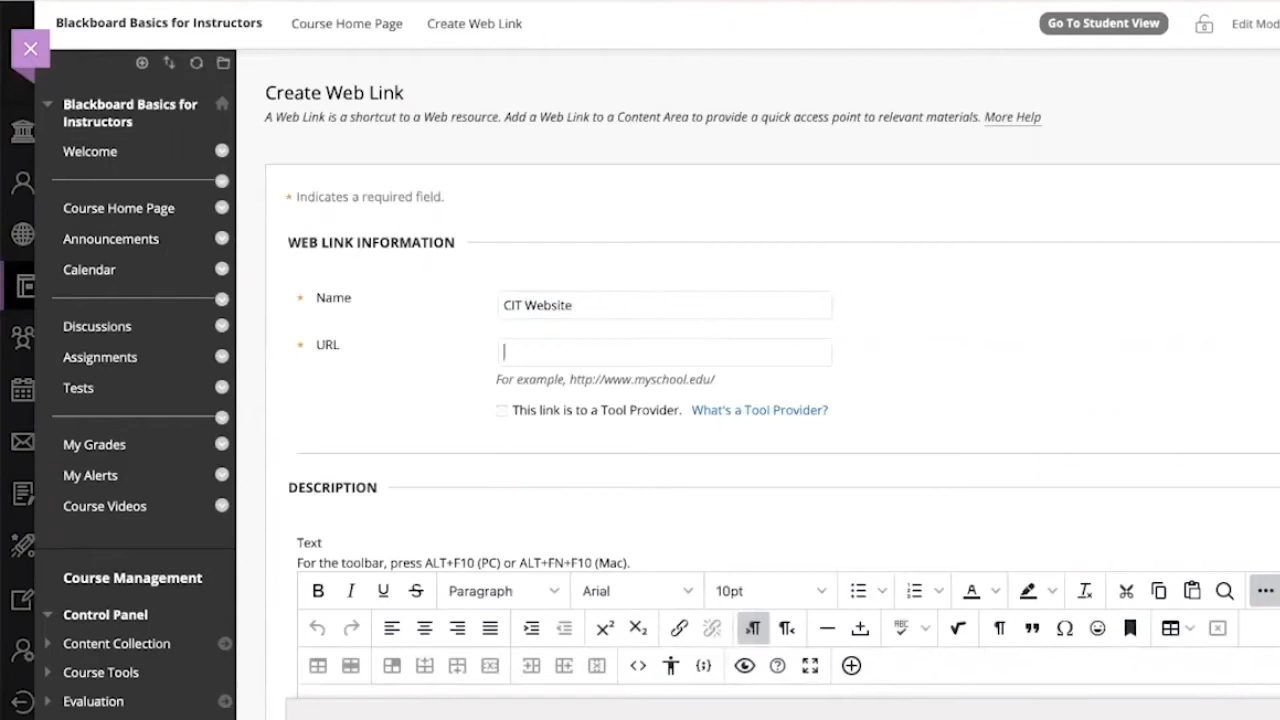 Blackboard Basics for Instructors
Course Home Page
Create Web Link
Go To Student View
Edit Mod
Blackboard Basics for
Instructors
Welcome
Course Home Page
Announcements
Calendar
Discussions
Assignments
Tests
My Grades
My Alerts
Course Videos
Course Management
Control Panel
Content Collection
Course Tools
Evaluation
Create Web Link
A Web Link is a shortcut to a Web resource. Add a Web Link to a Content Area to provide a quick access point to relevant materials. More Help
* Indicates a required field.
WEB LINK INFORMATION
* Name
CIT Website
* URL
For example, http://www.myschool.edu/
This link is to a Tool Provider. What's a Tool Provider?
DESCRIPTION
Text
For the toolbar, press ALT+F10 (PC) or ALT+FN+F10 (Mac).
B I U S Paragraph Arial 10pt